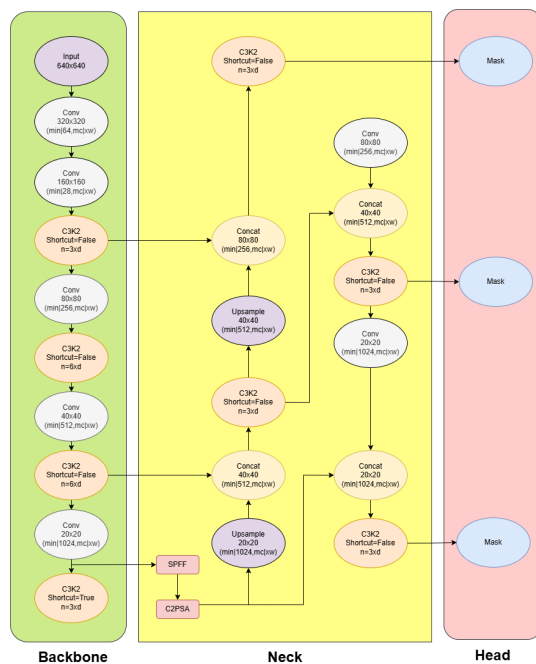 Input
640x640
Conv
320x320
(min|64,mc|xw)
Conv
160x160
(min|28,mc|xw)
C3K2
Shortcut=False
n=3xd
Conv
80x80
(min|256,mc|xw)
C3K2
Shortcut=False
n=6xd
Conv
40x40
(min|512,mc|xw)
C3K2
Shortcut=False
n=6xd
Conv
20x20
(min|1024,mc|xw)
C3K2
Shortcut=True
n=3xd
Backbone
C3K2
Shortcut=False
n=3xd
Concat
80x80
(min|256,mc|xw)
Upsample
40x40
(min|512,mc|xw)
C3K2
Shortcut=False
n=3xd
Concat
40x40
(min|512,mc|xw)
Upsample
20x20
(min|1024,mc|xw)
SPFF
C2PSA
Conv
80x80
(min|256,mc|xw)
Concat
40x40
(min|512,mc|xw)
C3K2
Shortcut=False
n=3xd
Conv
20x20
(min|1024,mc|xw)
Concat
20x20
(min|1024,mc|xw)
C3K2
Shortcut=False
n=3xd
Neck
Mask
Mask
Mask
Head